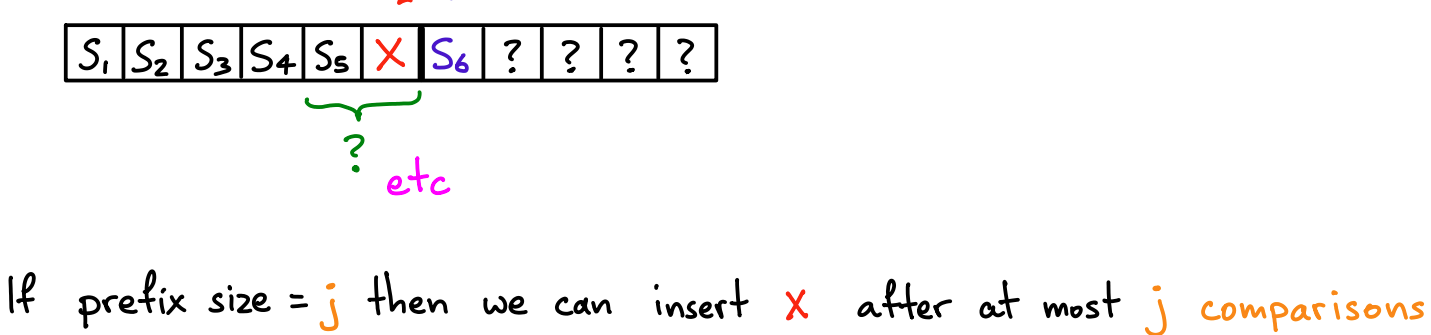 S₁ S₂ S₃ S₄ S₅ X S₆ ? ? ? ?
?
etc
If prefix size = j then we can insert X after at most j comparisons